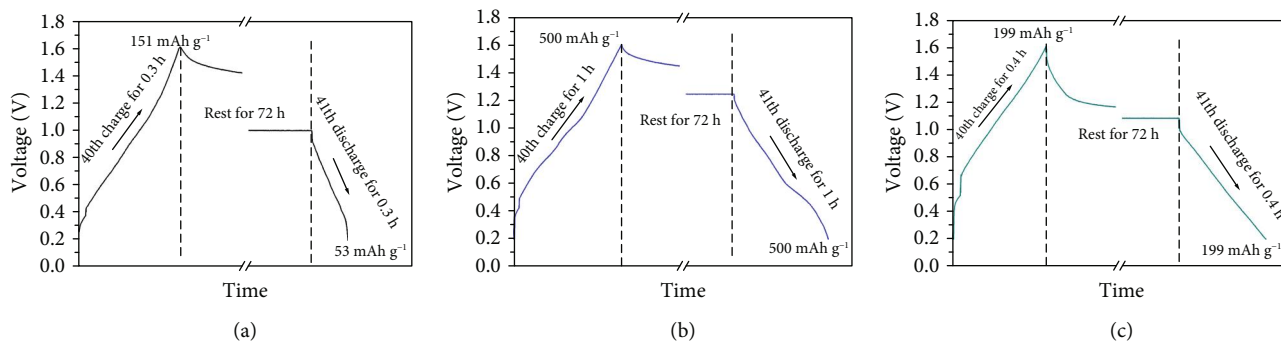 1.8
1.6
1.4
1.2
1.0
0.8
0.6
0.4
0.2
0.0
Voltage (V)
151 mAh g⁻¹
40th charge for 0.3 h
Rest for 72 h
41th discharge for 0.3 h
53 mAh g⁻¹
Time
(a)
1.8
1.6
1.4
1.2
1.0
0.8
0.6
0.4
0.2
0.0
Voltage (V)
500 mAh g⁻¹
40th charge for 1 h
Rest for 72 h
41th discharge for 1 h
500 mAh g⁻¹
Time
(b)
1.8
1.6
1.4
1.2
1.0
0.8
0.6
0.4
0.2
0.0
Voltage (V)
199 mAh g⁻¹
40th charge for 0.4 h
Rest for 72 h
41th discharge for 0.4 h
199 mAh g⁻¹
Time
(c)